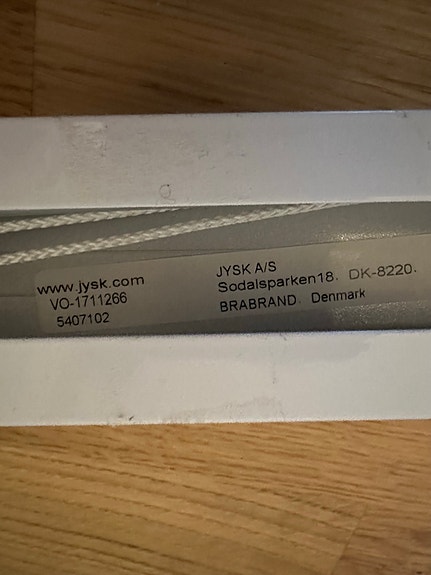 www.jysk.com
VO-1711266
5407102
JYSK A/S
Sodalsparken18. DK-8220.
BRABRAND Denmark